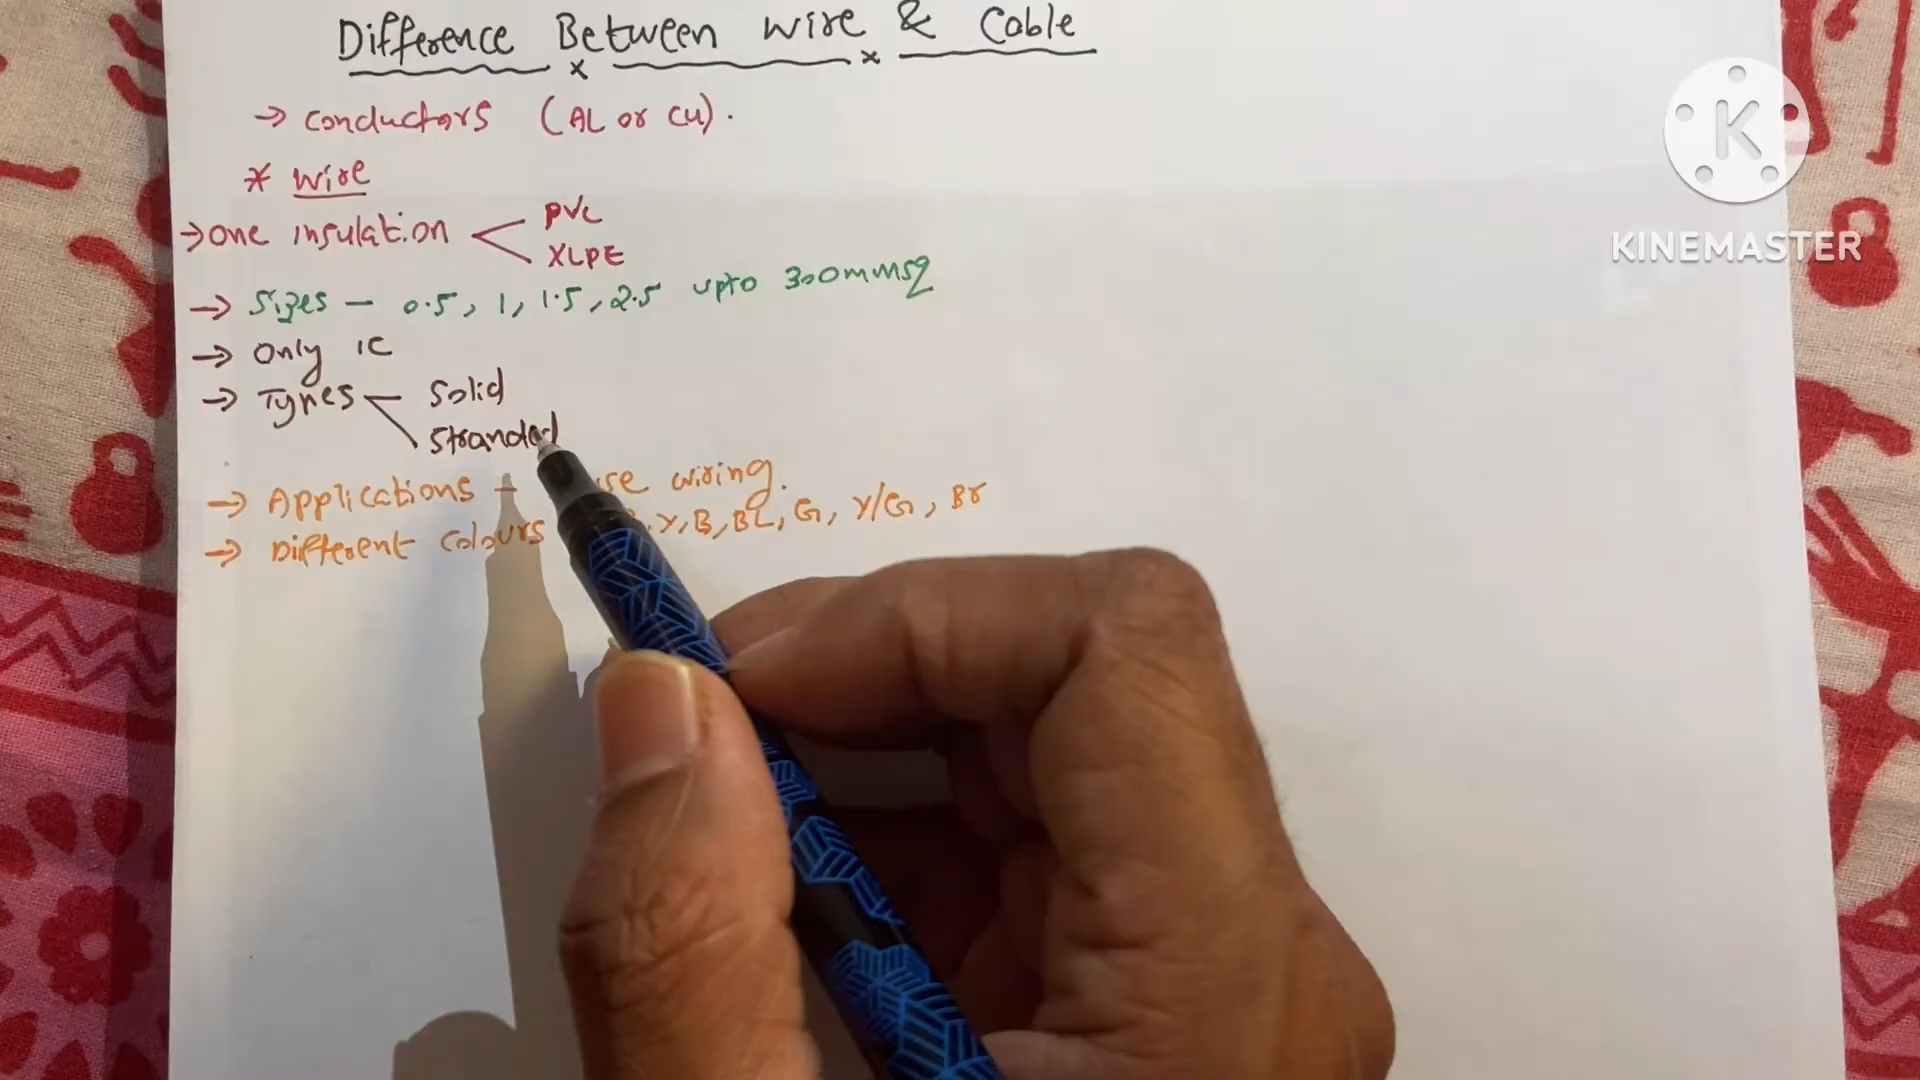 Difference Between Wire & Cable
→ Conductors (AL or CU).
* Wire
→ One insulation PVC
XLPE
→ Sizes - 0.5, 1, 1.5, 2.5 upto 300mmsq
→ Only 1C
→ Types Solid
Stranded
→ Applications - wiring.
→ Different Colours Y, B, BL, G, Y/G, Br
K
KINEMASTER